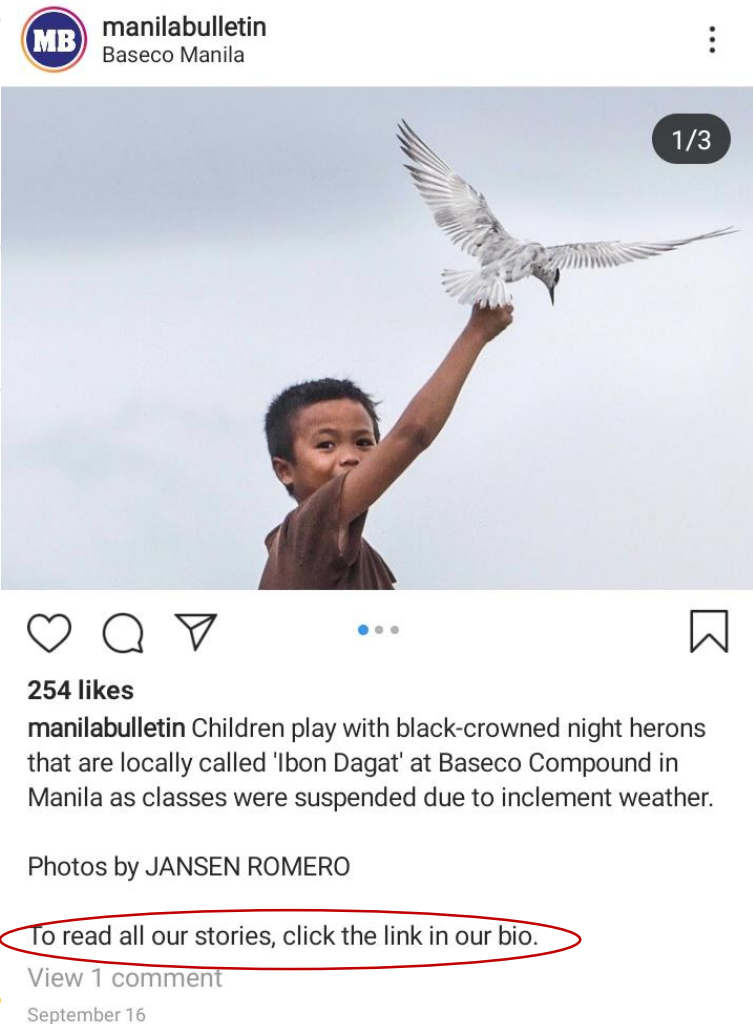 MB
manilabulletin
Baseco Manila
1/3
254 likes
manilabulletin Children play with black-crowned night herons
that are locally called 'Ibon Dagat' at Baseco Compound in
Manila as classes were suspended due to inclement weather.
Photos by JANSEN ROMERO
To read all our stories, click the link in our bio.
View 1 comment
September 16